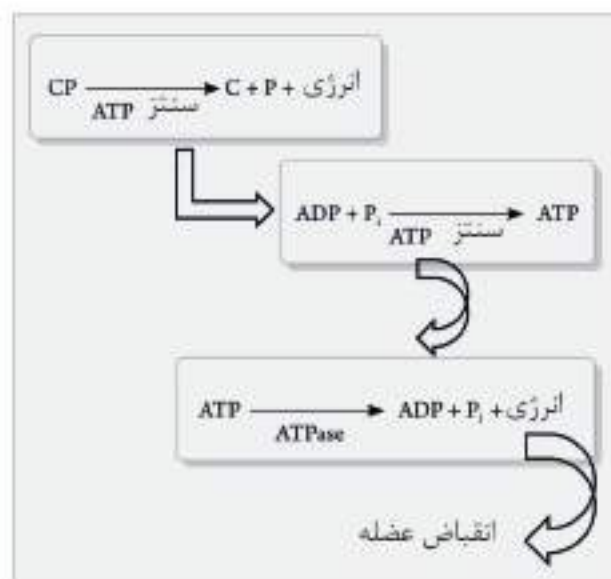 CP ⟶ C + P + انرژی
ATP سنتز
ADP + Pi ⟶ ATP
ATP سنتز
ATP ⟶ ADP + Pi + انرژی
ATPase
انقباض عضله